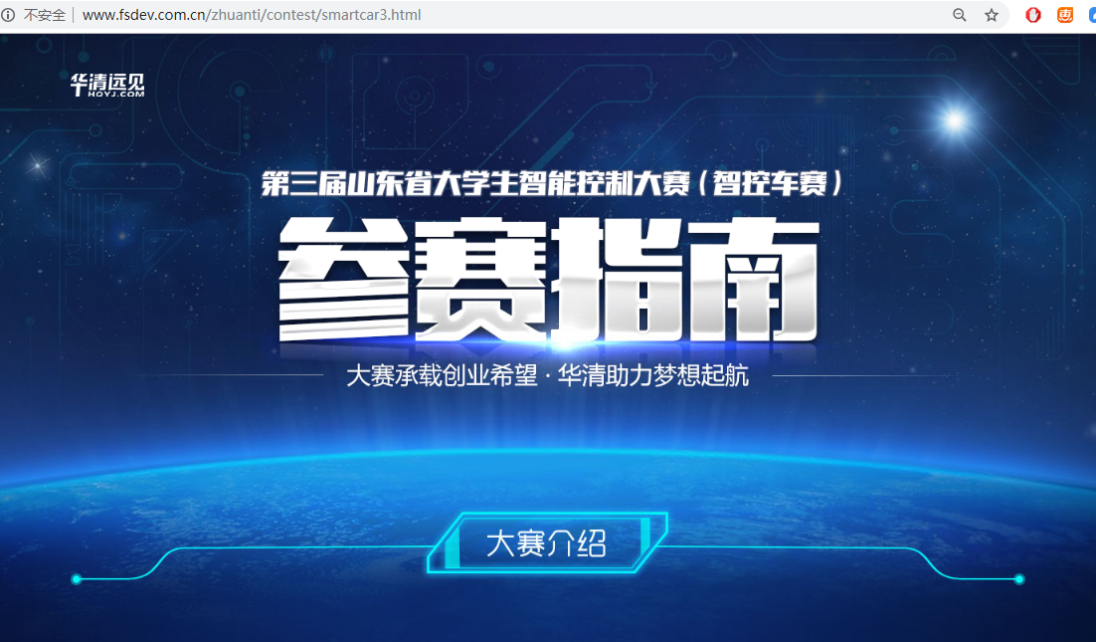 不安全 www.fsdev.com.cn/zhuanti/contest/smartcar3.html
华清远见
HQYJ.COM
第三届山东省大学生智能控制大赛（智控车赛）
参赛指南
大赛承载创业希望·华清助力梦想起航
大赛介绍